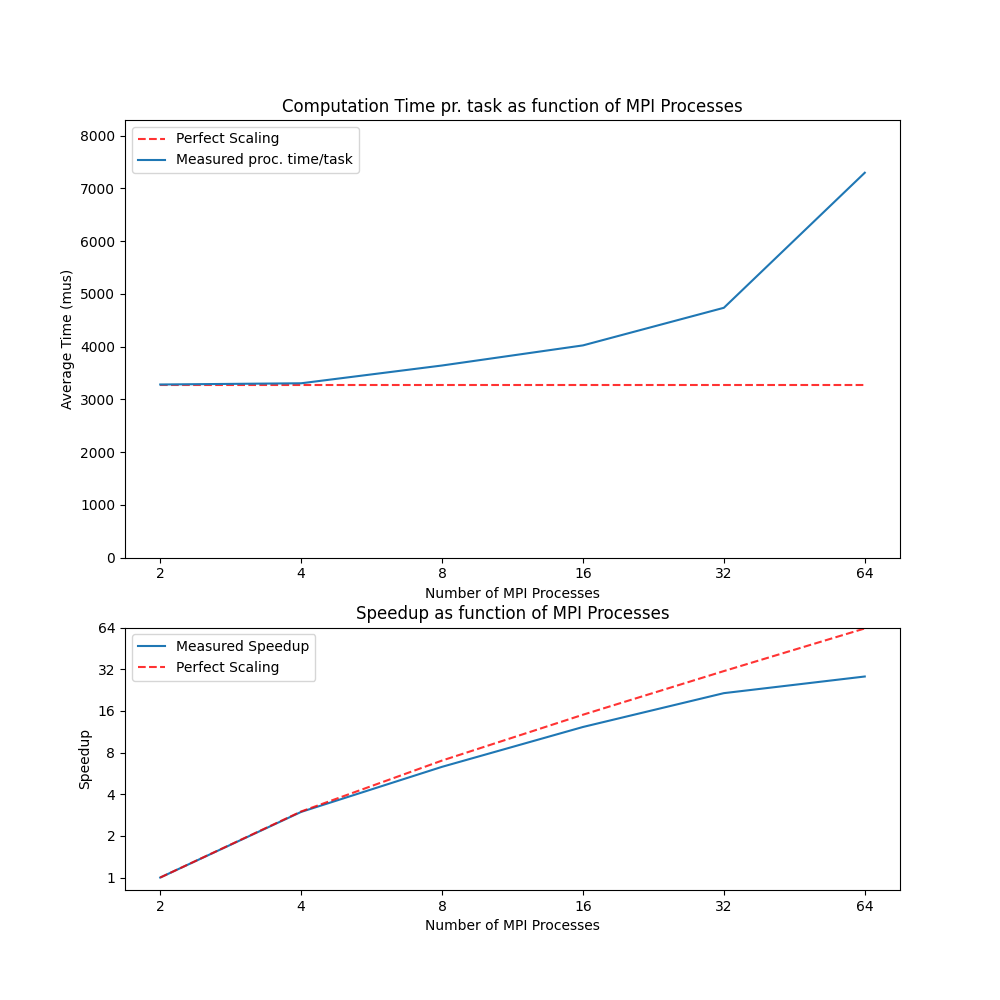 Computation Time pr. task as function of MPI Processes
Perfect Scaling
Measured proc. time/task
Average Time (mus)
8000
7000
6000
5000
4000
3000
2000
1000
0
2 4 8 16 32 64
Number of MPI Processes
Speedup as function of MPI Processes
Measured Speedup
Perfect Scaling
Speedup
64
32
16
8
4
2
1
2 4 8 16 32 64
Number of MPI Processes